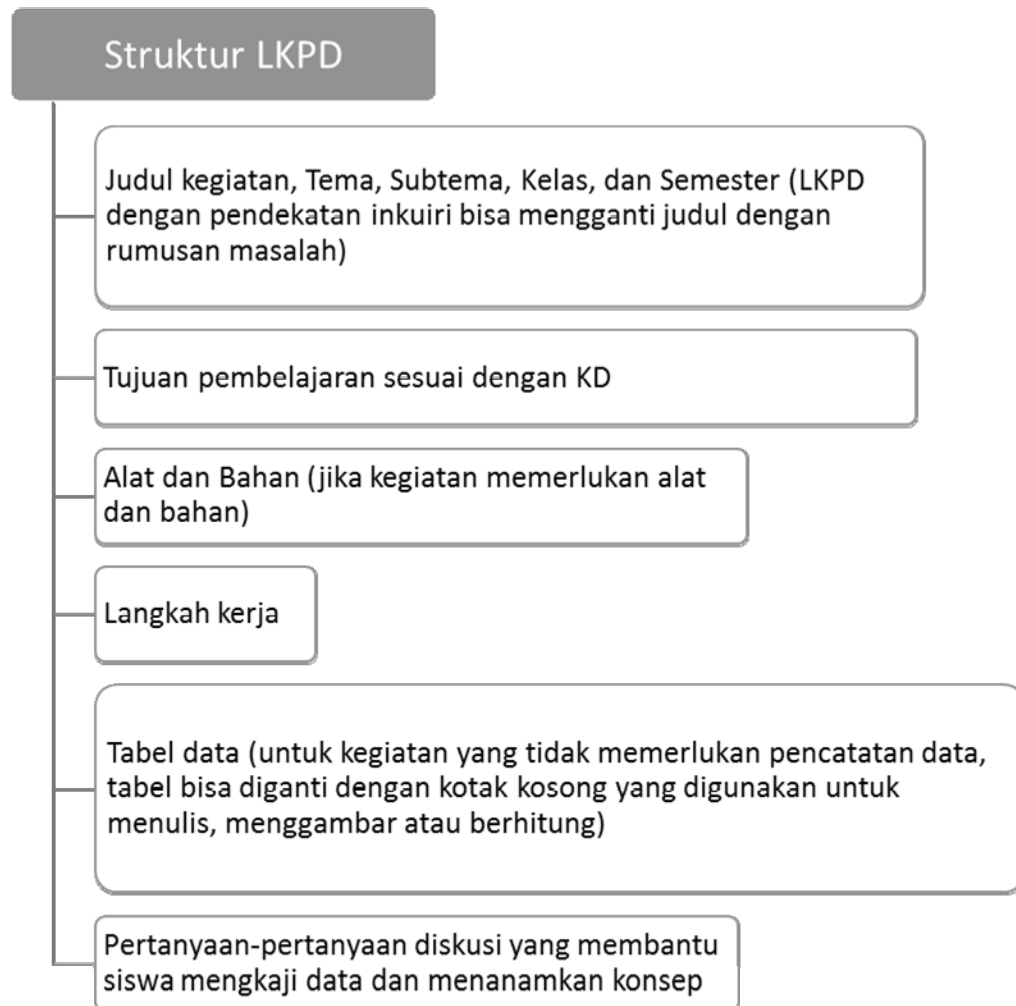 Struktur LKPD
Judul kegiatan, Tema, Subtema, Kelas, dan Semester (LKPD
dengan pendekatan inkuiri bisa mengganti judul dengan
rumusan masalah)
Tujuan pembelajaran sesuai dengan KD
Alat dan Bahan (jika kegiatan memerlukan alat
dan bahan)
Langkah kerja
Tabel data (untuk kegiatan yang tidak memerlukan pencatatan data,
tabel bisa diganti dengan kotak kosong yang digunakan untuk
menulis, menggambar atau berhitung)
Pertanyaan-pertanyaan diskusi yang membantu
siswa mengkaji data dan menanamkan konsep